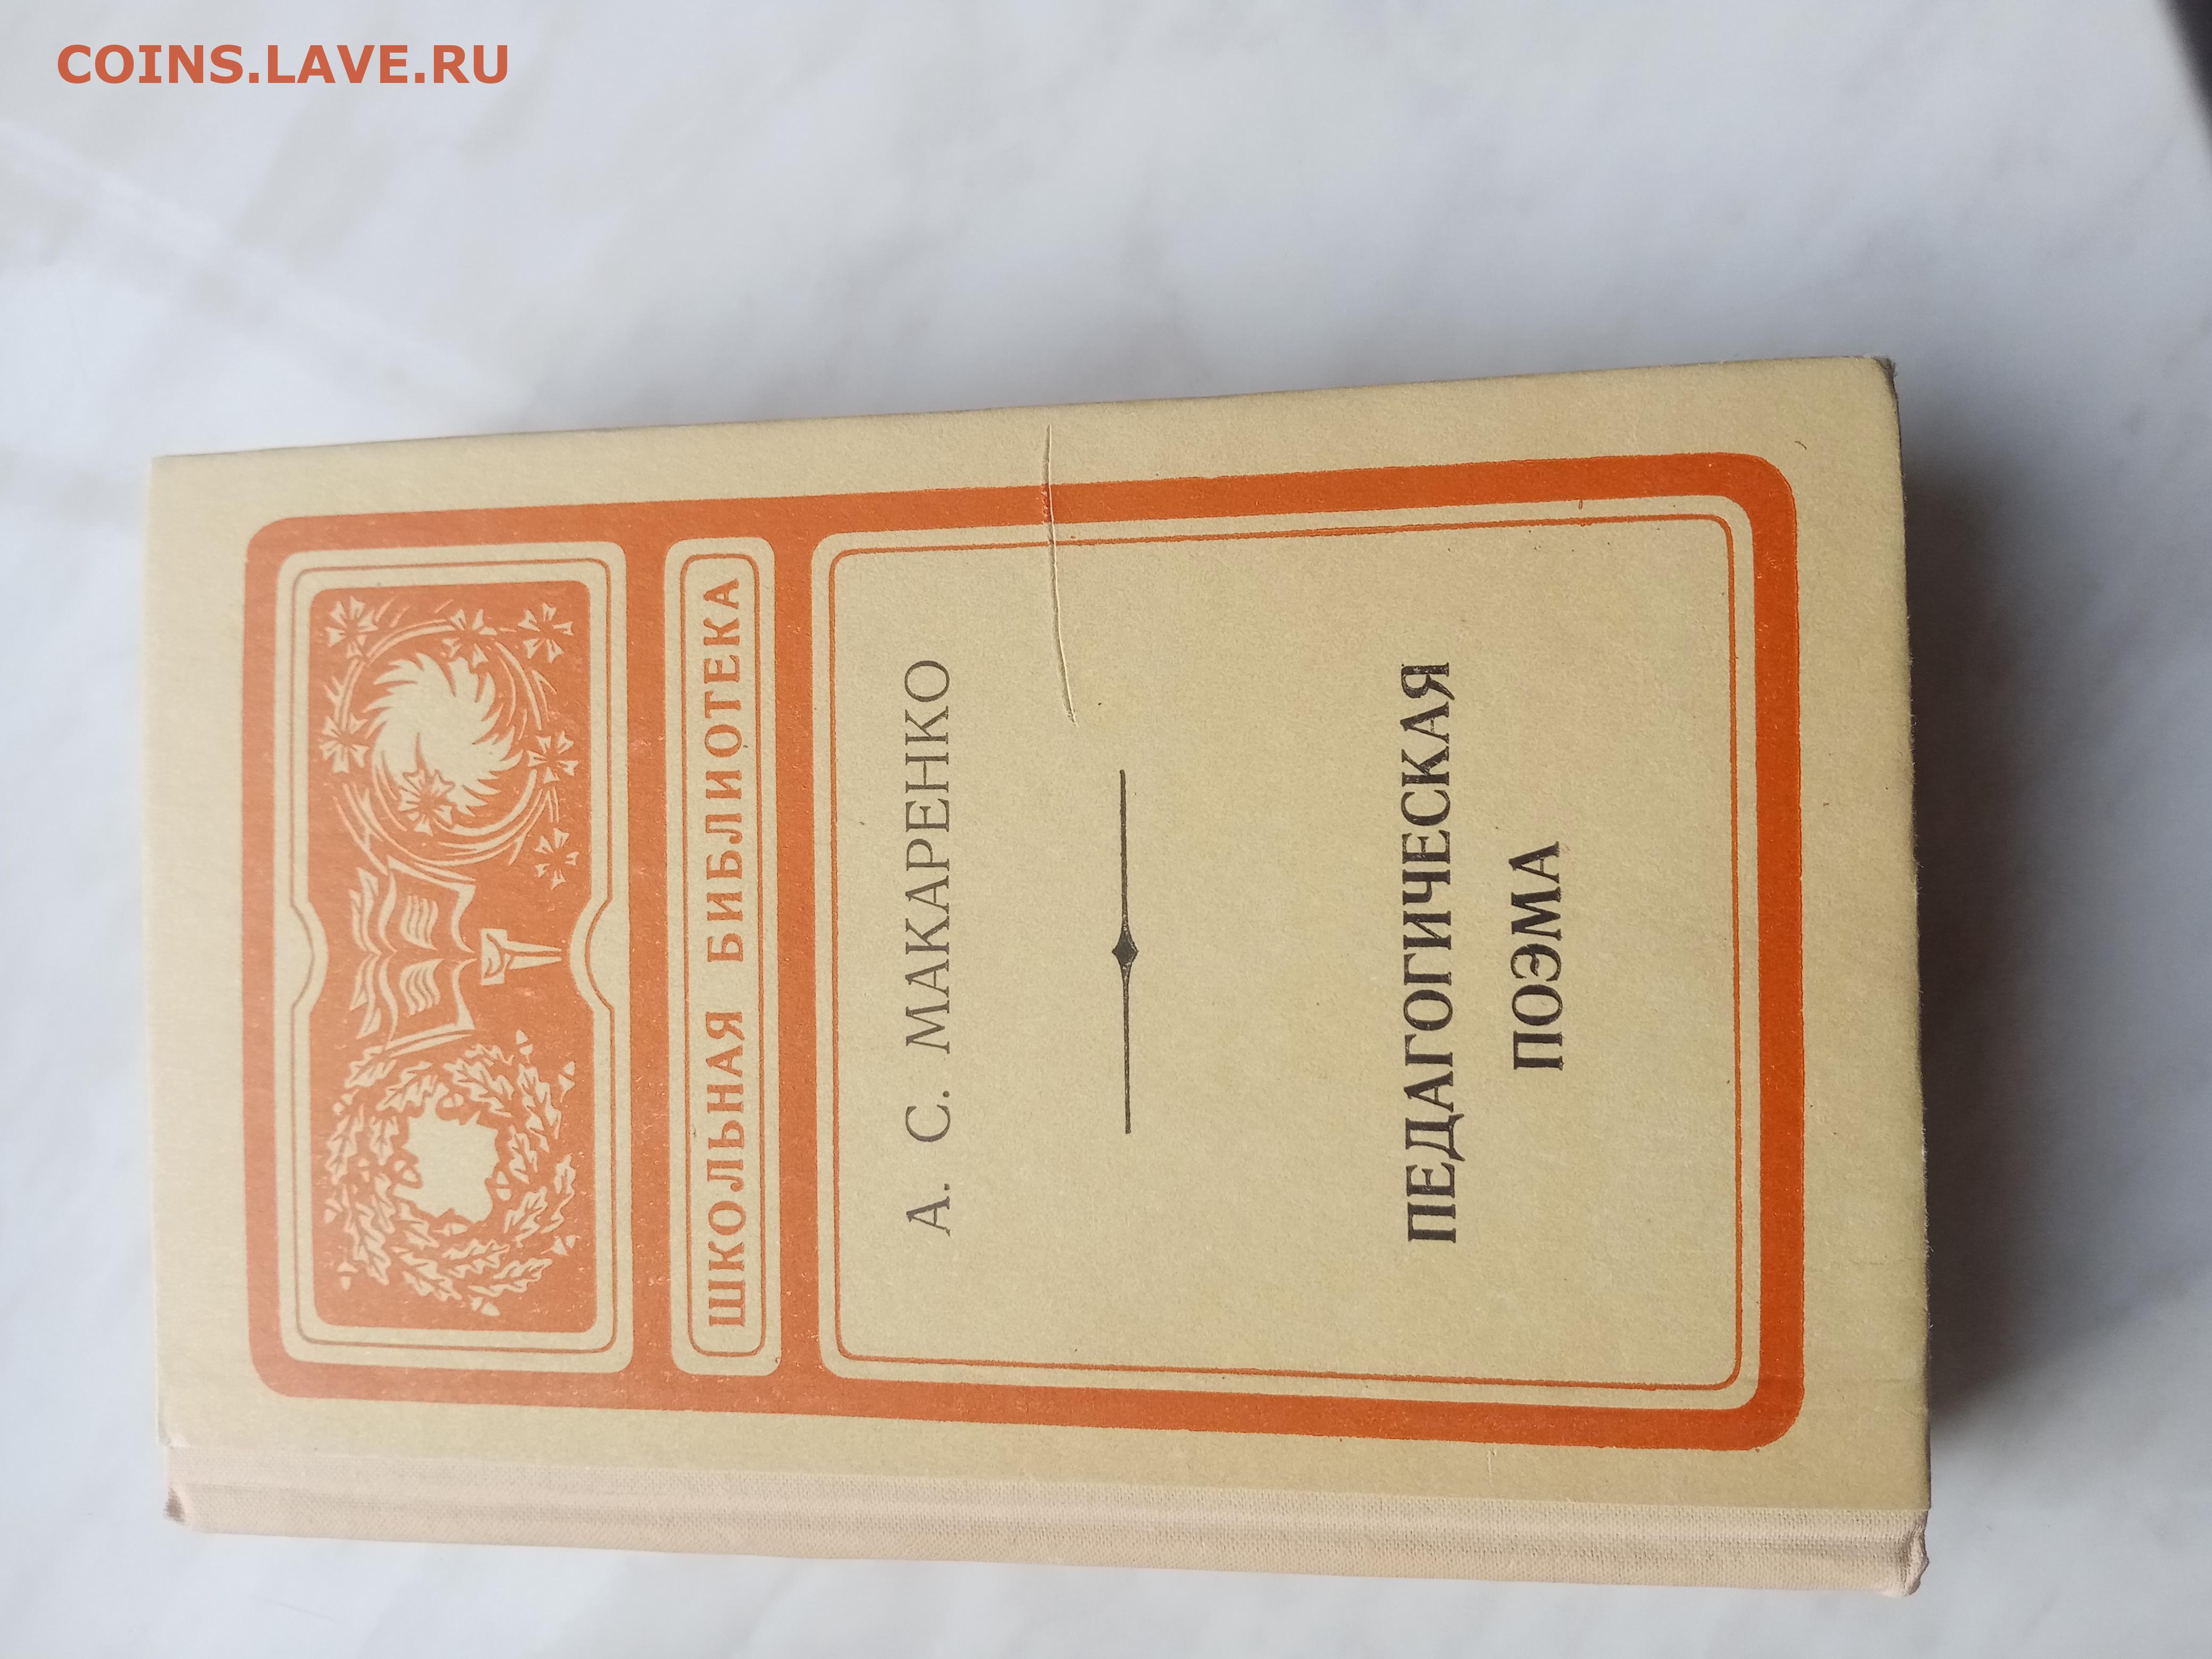 COINS.LAVE.RU
ШКОЛЬНАЯ БИБЛИОТЕКА
А. С. МАКАРЕНКО
ПЕДАГОГИЧЕСКАЯ
ПОЭМА